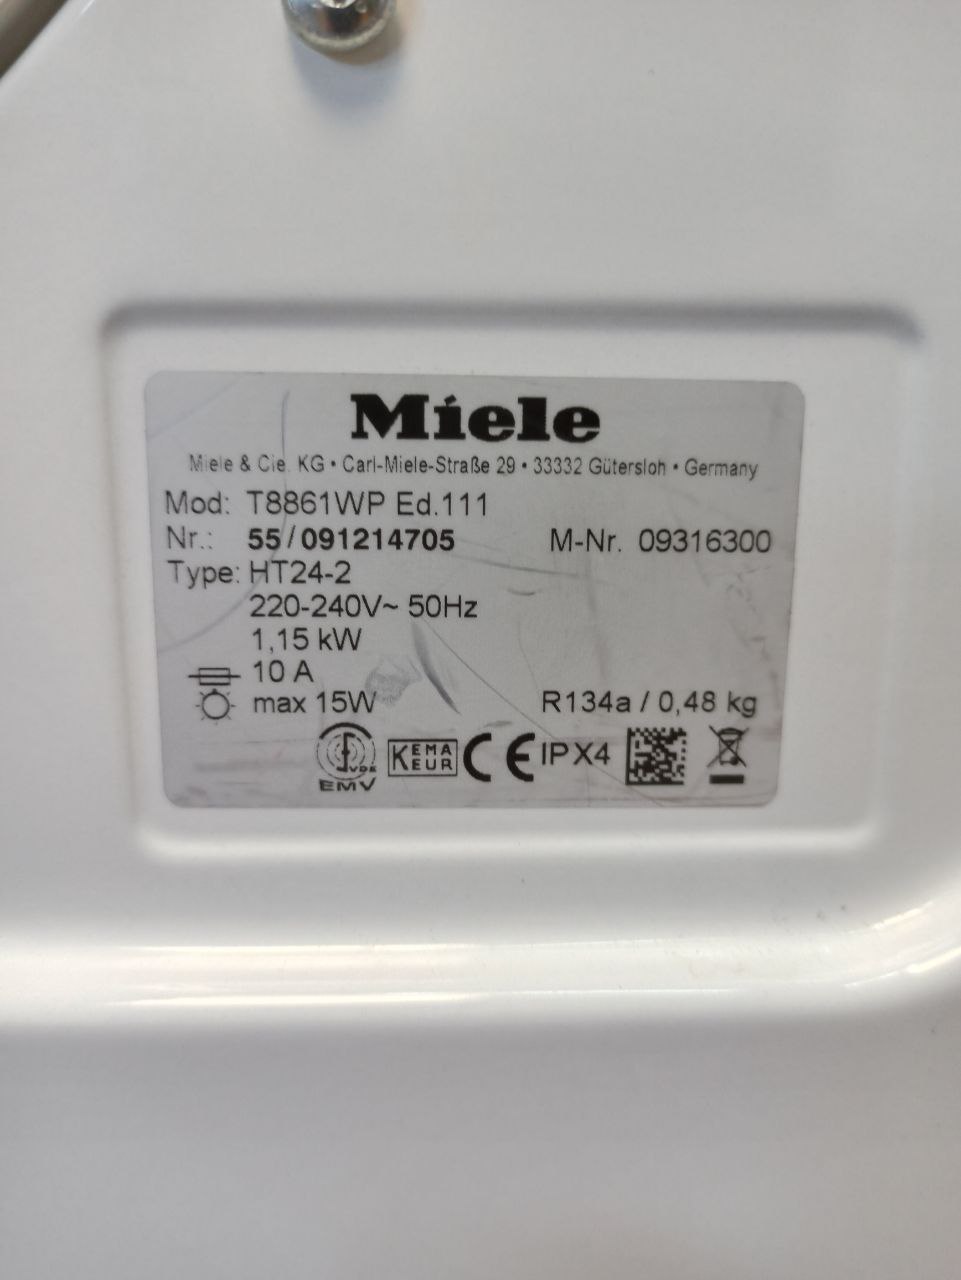 Miele
Miele & Cie. KG • Carl-Miele-Straße 29 • 33332 Gütersloh • Germany
Mod: T8861WP Ed.111
Nr.: 55/091214705 M-Nr. 09316300
Type: HT24-2
220-240V~ 50Hz
1,15 kW
10 A
max 15W R134a / 0,48 kg
VDE
EMV
KEMA
KEUR
CE IPX4